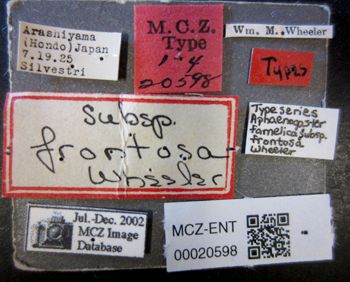 Arashiyama
(Hondo) Japan
7.19.25
Silvestri
M. C. Z.
Type
1-4
20598
Wm. M. Wheeler
Types
Subsp.
frontosa
Wheeler
Type series
Aphaenogaster
famelica subsp.
frontosa
Wheeler
Jul.-Dec. 2002
MCZ Image
Database
MCZ-ENT
00020598